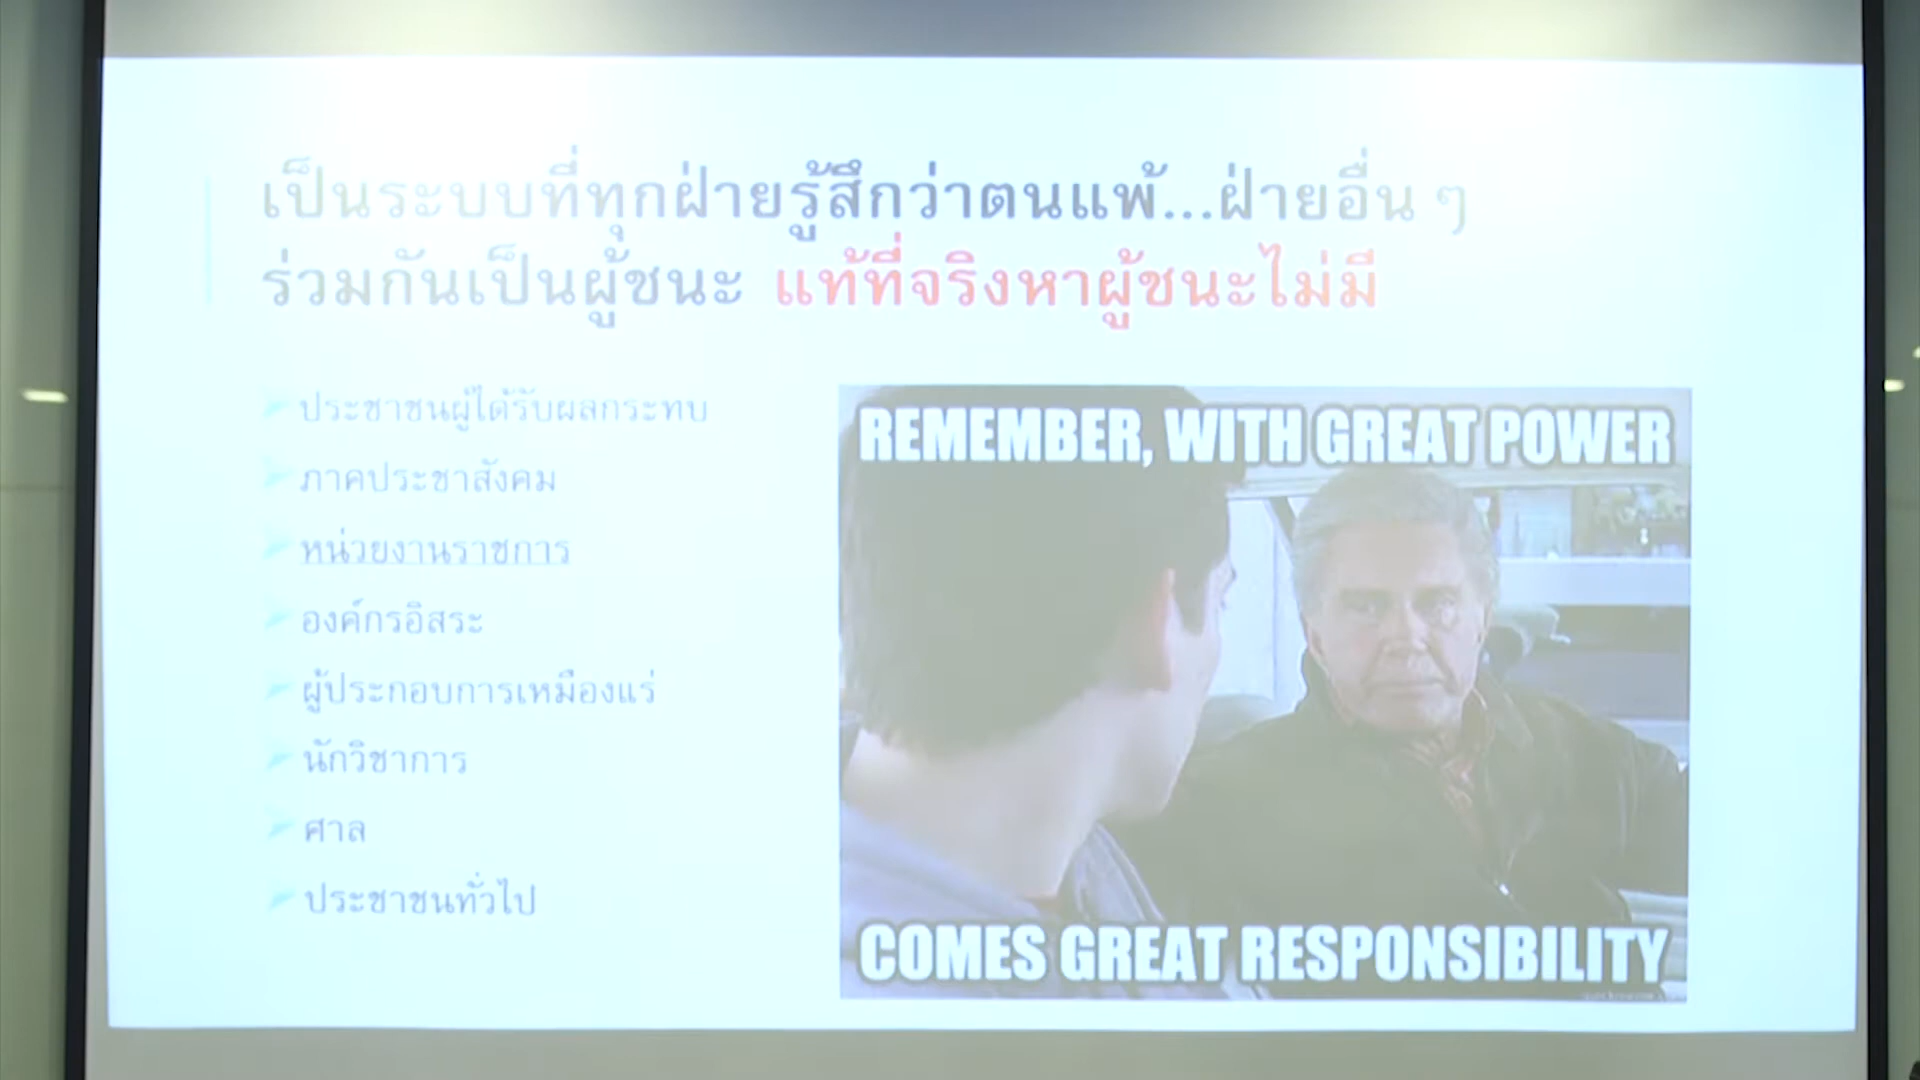 เป็นระบบที่ทุกฝ่ายรู้สึกว่าตนแพ้...ฝ่ายอื่น ๆ
ร่วมกันเป็นผู้ชนะ แท้ที่จริงหาผู้ชนะไม่มี
ประชาชนผู้ได้รับผลกระทบ
ภาคประชาสังคม
หน่วยงานราชการ
องค์กรอิสระ
ผู้ประกอบการเหมืองแร่
นักวิชาการ
ศาล
ประชาชนทั่วไป
REMEMBER, WITH GREAT POWER
COMES GREAT RESPONSIBILITY